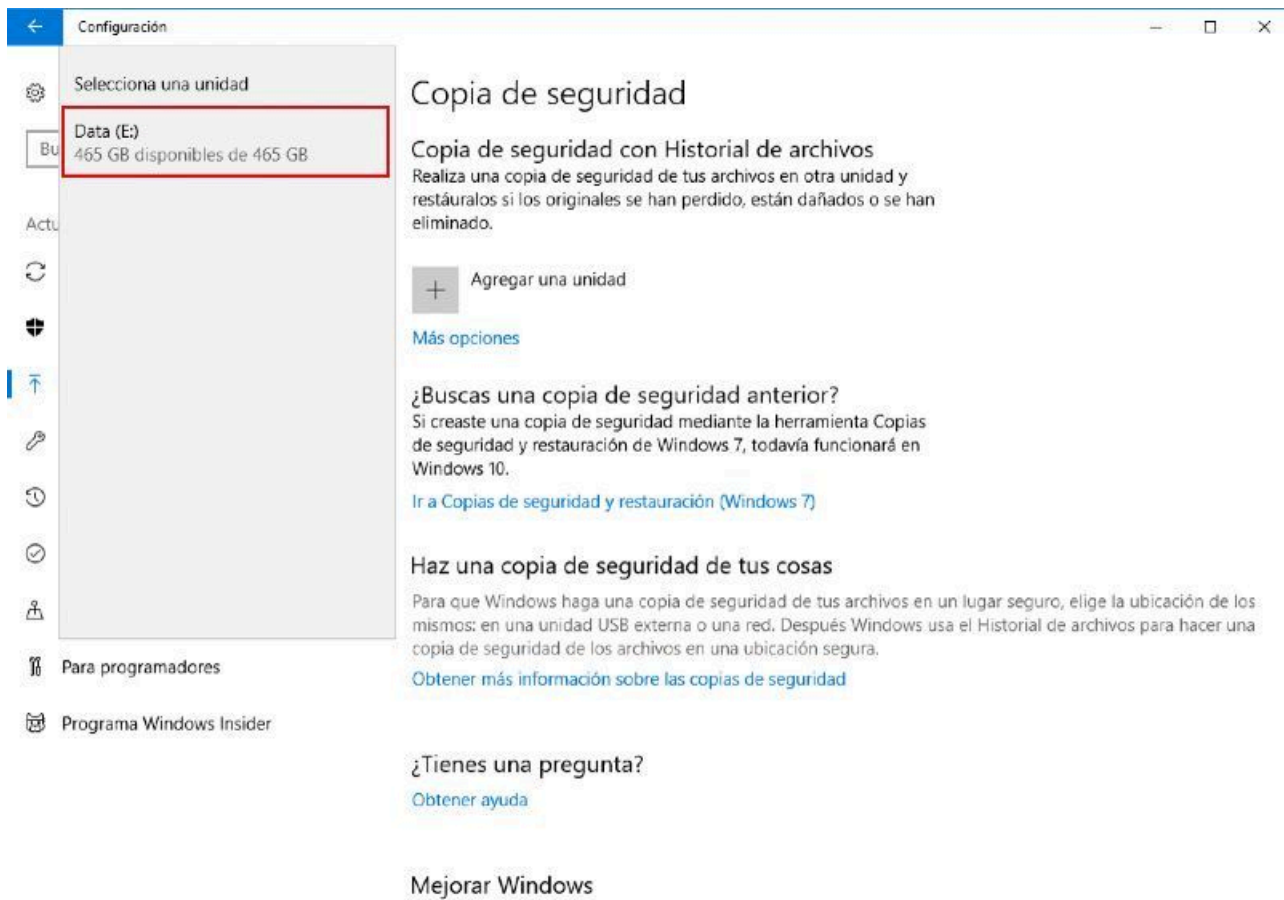 Configuración
Selecciona una unidad
Data (E:)
465 GB disponibles de 465 GB
Bu
Actu
Para programadores
Programa Windows Insider
Copia de seguridad
Copia de seguridad con Historial de archivos
Realiza una copia de seguridad de tus archivos en otra unidad y
restáuralos si los originales se han perdido, están dañados o se han
eliminado.
Agregar una unidad
Más opciones
¿Buscas una copia de seguridad anterior?
Si creaste una copia de seguridad mediante la herramienta Copias
de seguridad y restauración de Windows 7, todavía funcionará en
Windows 10.
Ir a Copias de seguridad y restauración (Windows 7)
Haz una copia de seguridad de tus cosas
Para que Windows haga una copia de seguridad de tus archivos en un lugar seguro, elige la ubicación de los
mismos: en una unidad USB externa o una red. Después Windows usa el Historial de archivos para hacer una
copia de seguridad de los archivos en una ubicación segura.
Obtener más información sobre las copias de seguridad
¿Tienes una pregunta?
Obtener ayuda
Mejorar Windows